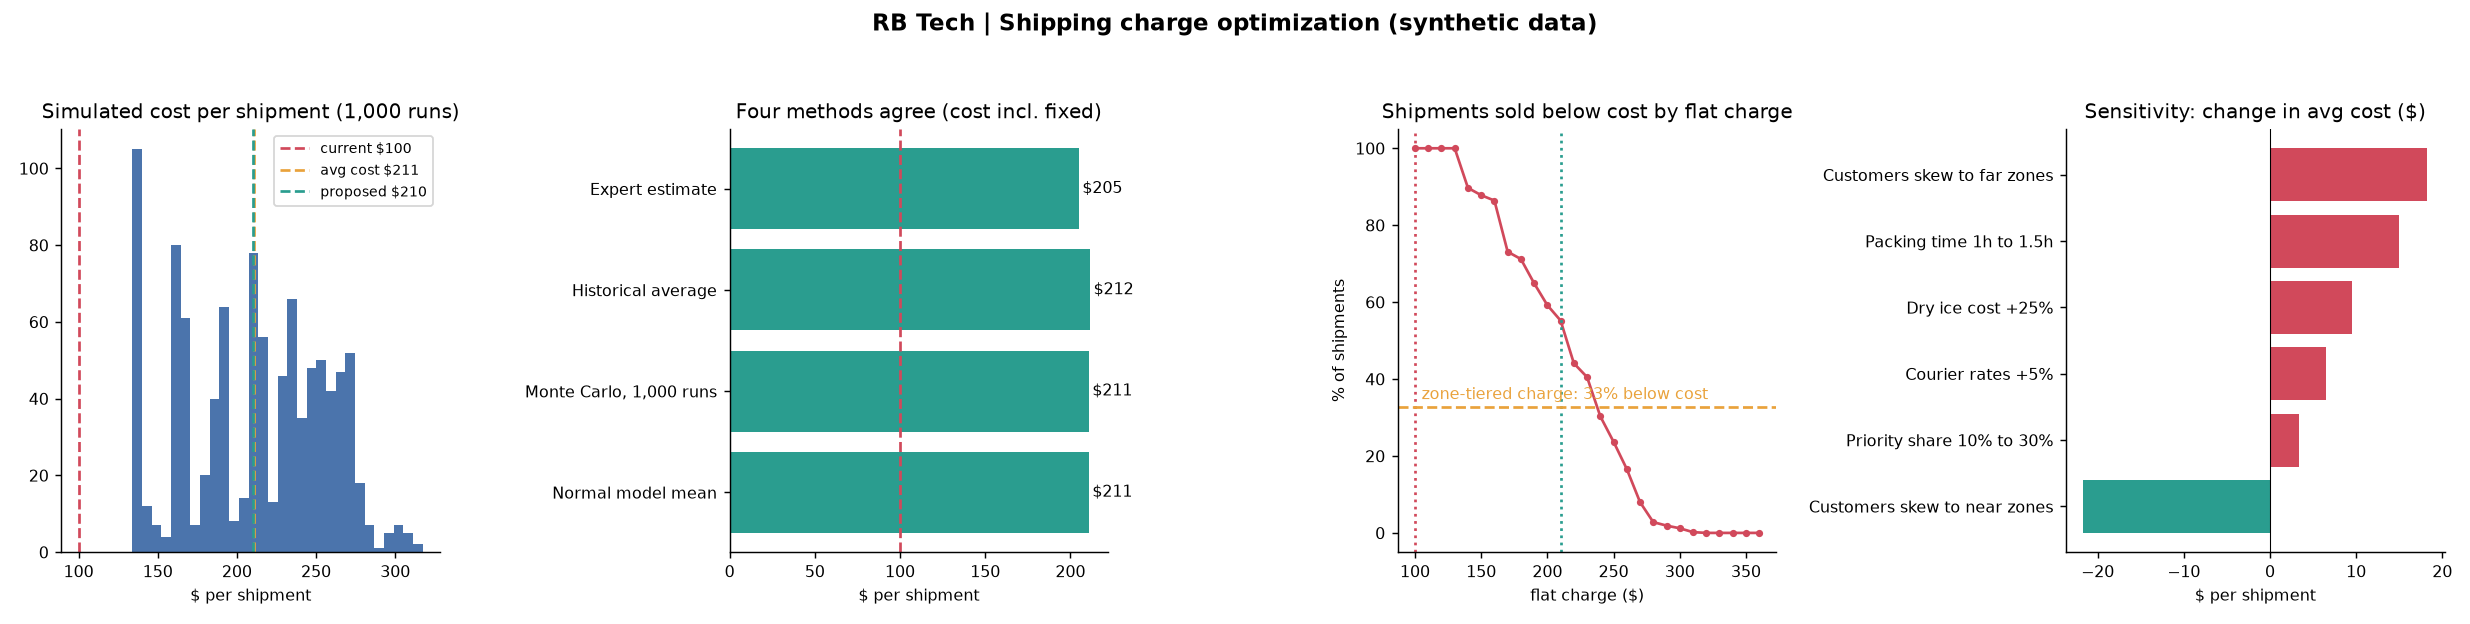 RB Tech | Shipping charge optimization (synthetic data)
Simulated cost per shipment (1,000 runs)
current $100
avg cost $211
proposed $210
100
80
60
40
20
0
100 150 200 250 300
$ per shipment
Four methods agree (cost incl. fixed)
Expert estimate
$205
Historical average
$212
Monte Carlo, 1,000 runs
$211
Normal model mean
$211
0 50 100 150 200
$ per shipment
Shipments sold below cost by flat charge
% of shipments
100
80
60
40
20
0
zone-tiered charge: 33% below cost
100 150 200 250 300 350
flat charge ($)
Sensitivity: change in avg cost ($)
Customers skew to far zones
Packing time 1h to 1.5h
Dry ice cost +25%
Courier rates +5%
Priority share 10% to 30%
Customers skew to near zones
−20 −10 0 10 20
$ per shipment